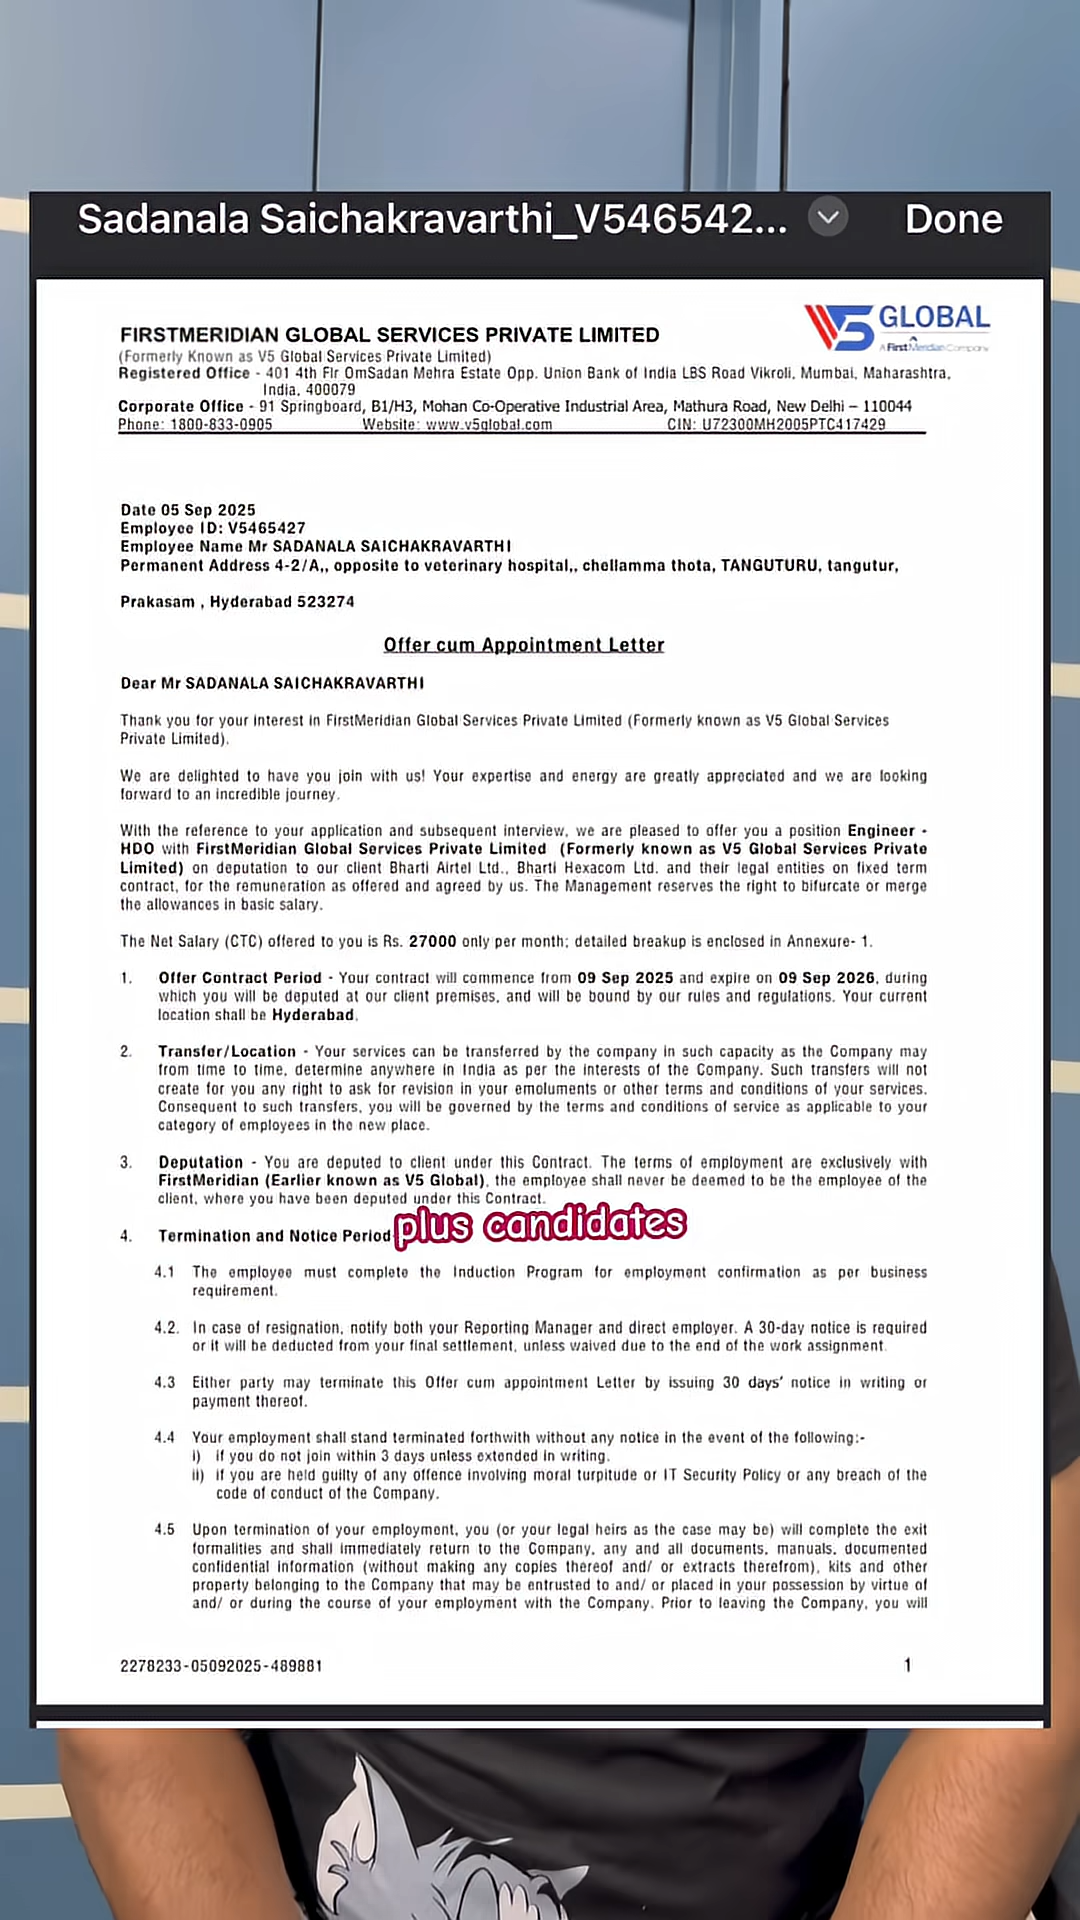 Sadanala Saichakravarthi_V546542...
Done
FIRSTMERIDIAN GLOBAL SERVICES PRIVATE LIMITED
V5 GLOBAL
A FirstMeridian Company
(Formerly Known as V5 Global Services Private Limited)
Registered Office - 401 4th Flr OmSadan Mehra Estate Opp. Union Bank of India LBS Road Vikroli, Mumbai, Maharashtra,
India, 400079
Corporate Office - 91 Springboard, B1/H3, Mohan Co-Operative Industrial Area, Mathura Road, New Delhi – 110044
Phone: 1800-833-0905 Website: www.v5global.com CIN: U72300MH2005PTC417429
Date 05 Sep 2025
Employee ID: V5465427
Employee Name Mr SADANALA SAICHAKRAVARTHI
Permanent Address 4-2/A,, opposite to veterinary hospital,, chellamma thota, TANGUTURU, tangutur,
Prakasam , Hyderabad 523274
Offer cum Appointment Letter
Dear Mr SADANALA SAICHAKRAVARTHI
Thank you for your interest in FirstMeridian Global Services Private Limited (Formerly known as V5 Global Services
Private Limited).
We are delighted to have you join with us! Your expertise and energy are greatly appreciated and we are looking
forward to an incredible journey.
With the reference to your application and subsequent interview, we are pleased to offer you a position Engineer -
HDO with FirstMeridian Global Services Private Limited (Formerly known as V5 Global Services Private
Limited) on deputation to our client Bharti Airtel Ltd., Bharti Hexacom Ltd. and their legal entities on fixed term
contract, for the remuneration as offered and agreed by us. The Management reserves the right to bifurcate or merge
the allowances in basic salary.
The Net Salary (CTC) offered to you is Rs. 27000 only per month; detailed breakup is enclosed in Annexure- 1.
1. Offer Contract Period - Your contract will commence from 09 Sep 2025 and expire on 09 Sep 2026, during
which you will be deputed at our client premises, and will be bound by our rules and regulations. Your current
location shall be Hyderabad.
2. Transfer/Location - Your services can be transferred by the company in such capacity as the Company may
from time to time, determine anywhere in India as per the interests of the Company. Such transfers will not
create for you any right to ask for revision in your emoluments or other terms and conditions of your services.
Consequent to such transfers, you will be governed by the terms and conditions of service as applicable to your
category of employees in the new place.
3. Deputation - You are deputed to client under this Contract. The terms of employment are exclusively with
FirstMeridian (Earlier known as V5 Global), the employee shall never be deemed to be the employee of the
client, where you have been deputed under this Contract.
4. Termination and Notice Period
plus candidates
4.1 The employee must complete the Induction Program for employment confirmation as per business
requirement.
4.2. In case of resignation, notify both your Reporting Manager and direct employer. A 30-day notice is required
or it will be deducted from your final settlement, unless waived due to the end of the work assignment.
4.3 Either party may terminate this Offer cum appointment Letter by issuing 30 days' notice in writing or
payment thereof.
4.4 Your employment shall stand terminated forthwith without any notice in the event of the following:-
i) if you do not join within 3 days unless extended in writing.
ii) if you are held guilty of any offence involving moral turpitude or IT Security Policy or any breach of the
code of conduct of the Company.
4.5 Upon termination of your employment, you (or your legal heirs as the case may be) will complete the exit
formalities and shall immediately return to the Company, any and all documents, manuals, documented
confidential information (without making any copies thereof and/ or extracts therefrom), kits and other
property belonging to the Company that may be entrusted to and/ or placed in your possession by virtue of
and/ or during the course of your employment with the Company. Prior to leaving the Company, you will
2278233-05092025-489881
1